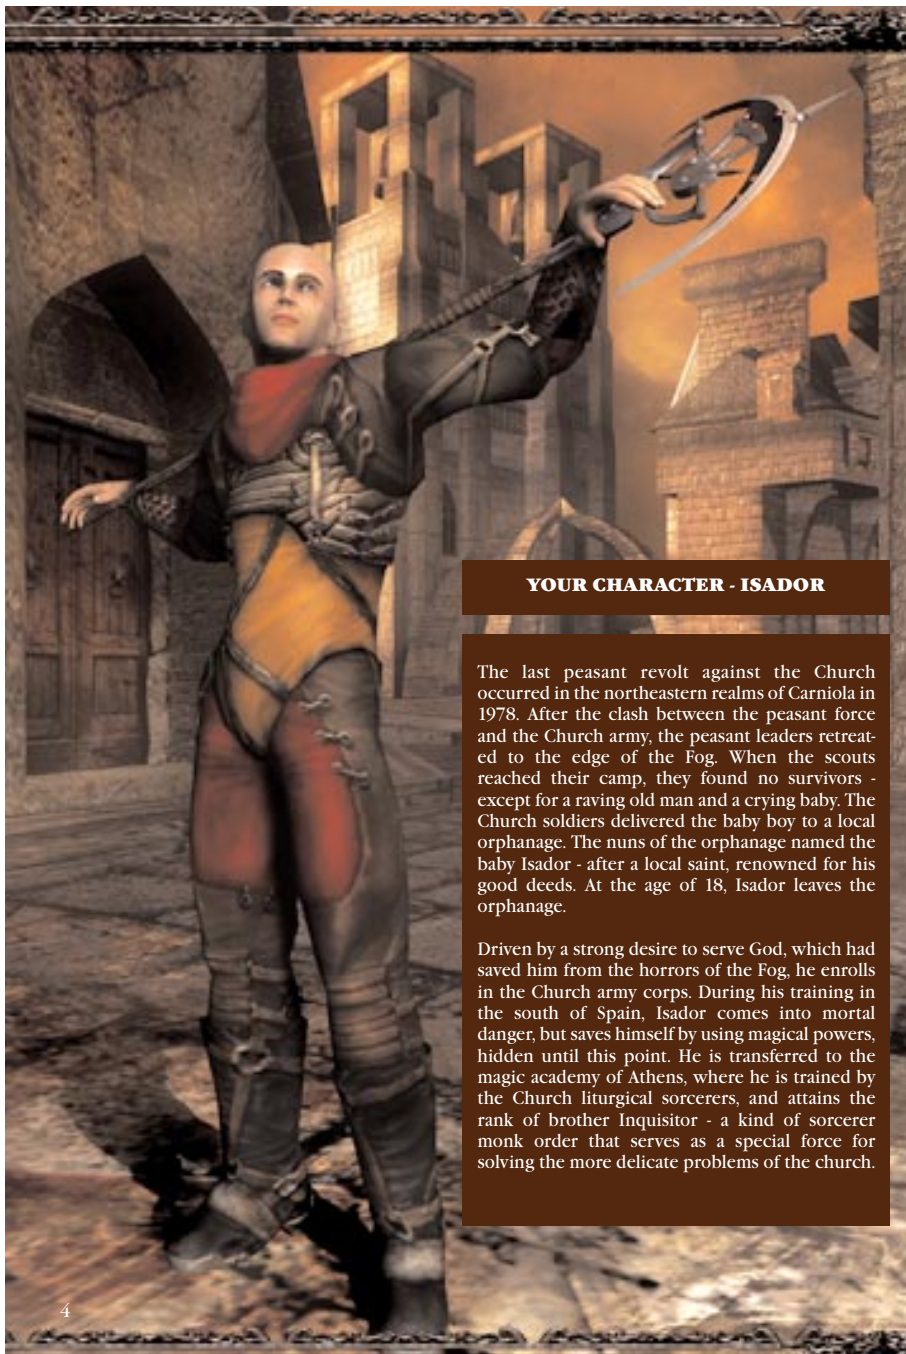 YOUR CHARACTER - ISADOR
The last peasant revolt against the Church
occurred in the northeastern realms of Carniola in
1978. After the clash between the peasant force
and the Church army, the peasant leaders retreat-
ed to the edge of the Fog. When the scouts
reached their camp, they found no survivors -
except for a raving old man and a crying baby. The
Church soldiers delivered the baby boy to a local
orphanage. The nuns of the orphanage named the
baby Isador - after a local saint, renowned for his
good deeds. At the age of 18, Isador leaves the
orphanage.
Driven by a strong desire to serve God, which had
saved him from the horrors of the Fog, he enrolls
in the Church army corps. During his training in
the south of Spain, Isador comes into mortal
danger, but saves himself by using magical powers,
hidden until this point. He is transferred to the
magic academy of Athens, where he is trained by
the Church liturgical sorcerers, and attains the
rank of brother Inquisitor - a kind of sorcerer
monk order that serves as a special force for
solving the more delicate problems of the church.
4